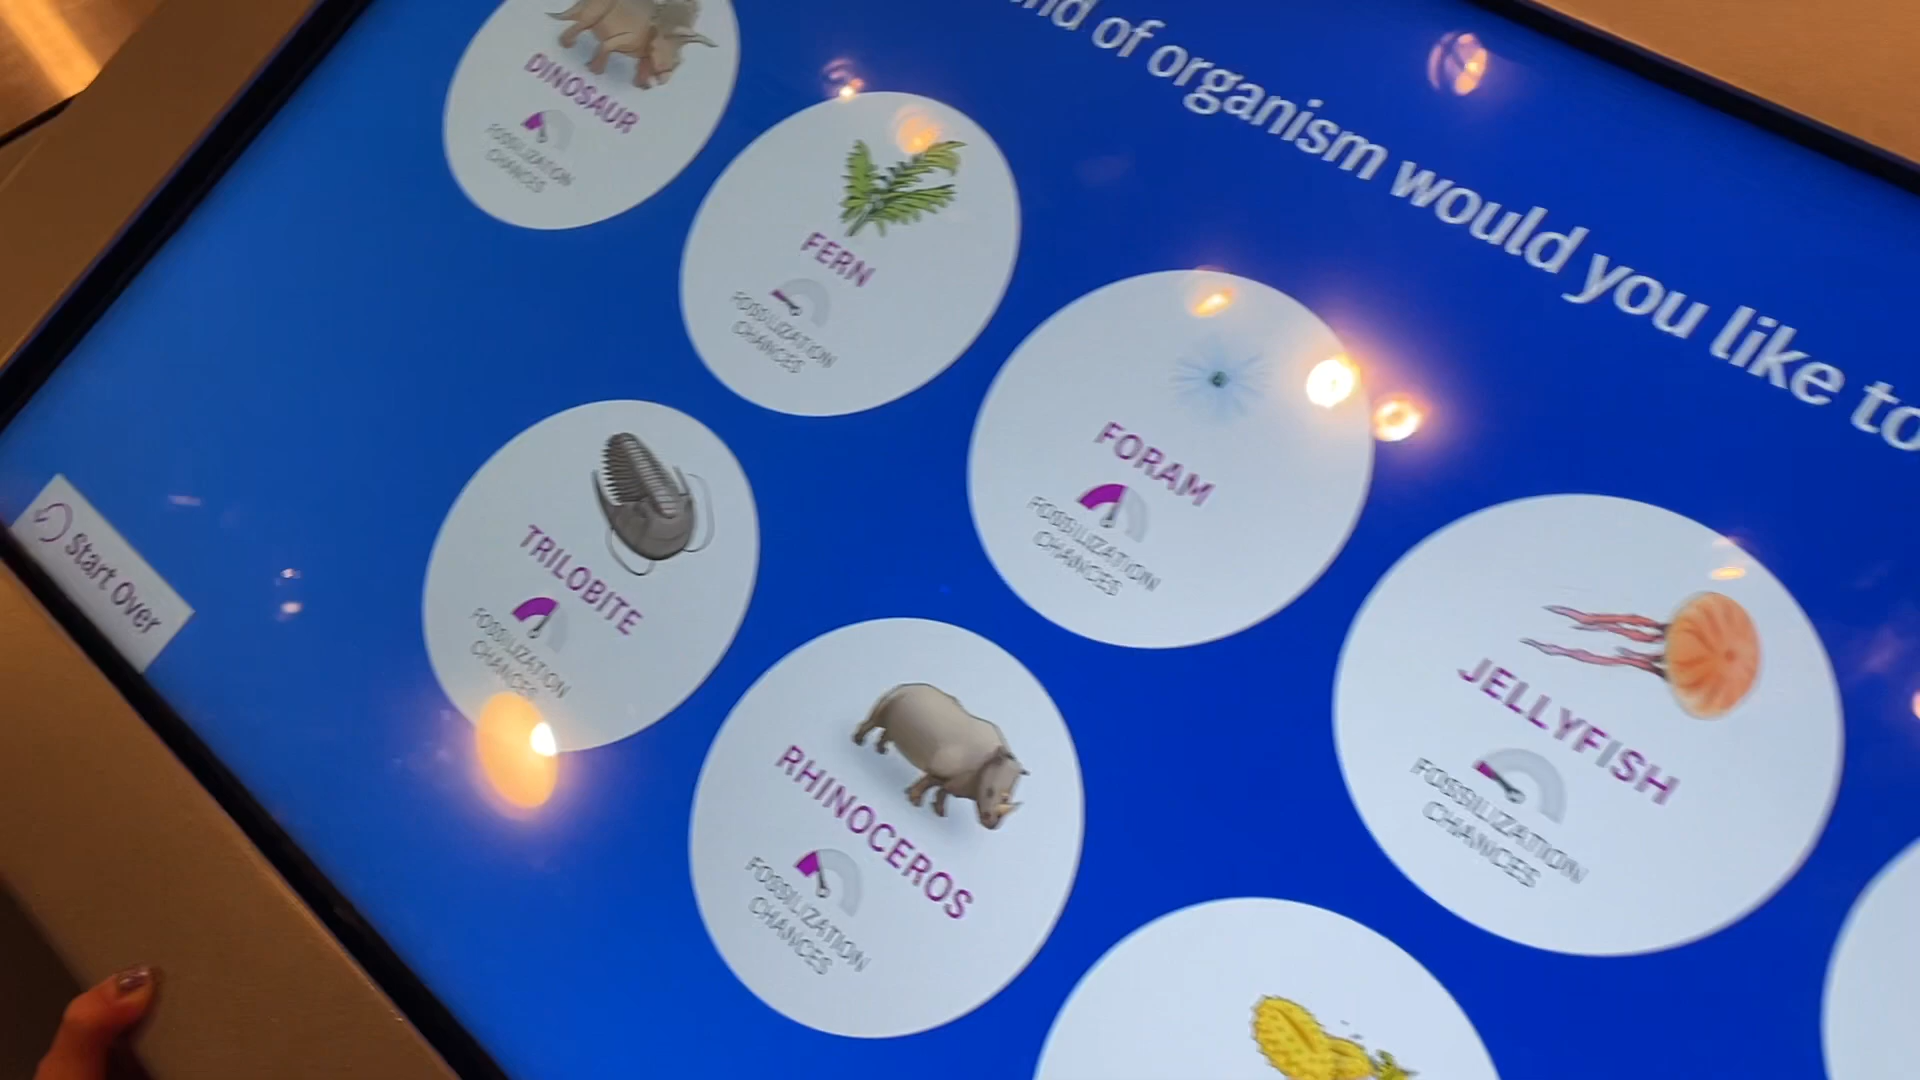 of organism would you like to
DINOSAUR
FOSSILIZATION
CHANCES
FERN
FOSSILIZATION
CHANCES
FORAM
FOSSILIZATION
CHANCES
JELLYFISH
FOSSILIZATION
CHANCES
TRILOBITE
FOSSILIZATION
CHANCES
RHINOCEROS
FOSSILIZATION
CHANCES
Start Over